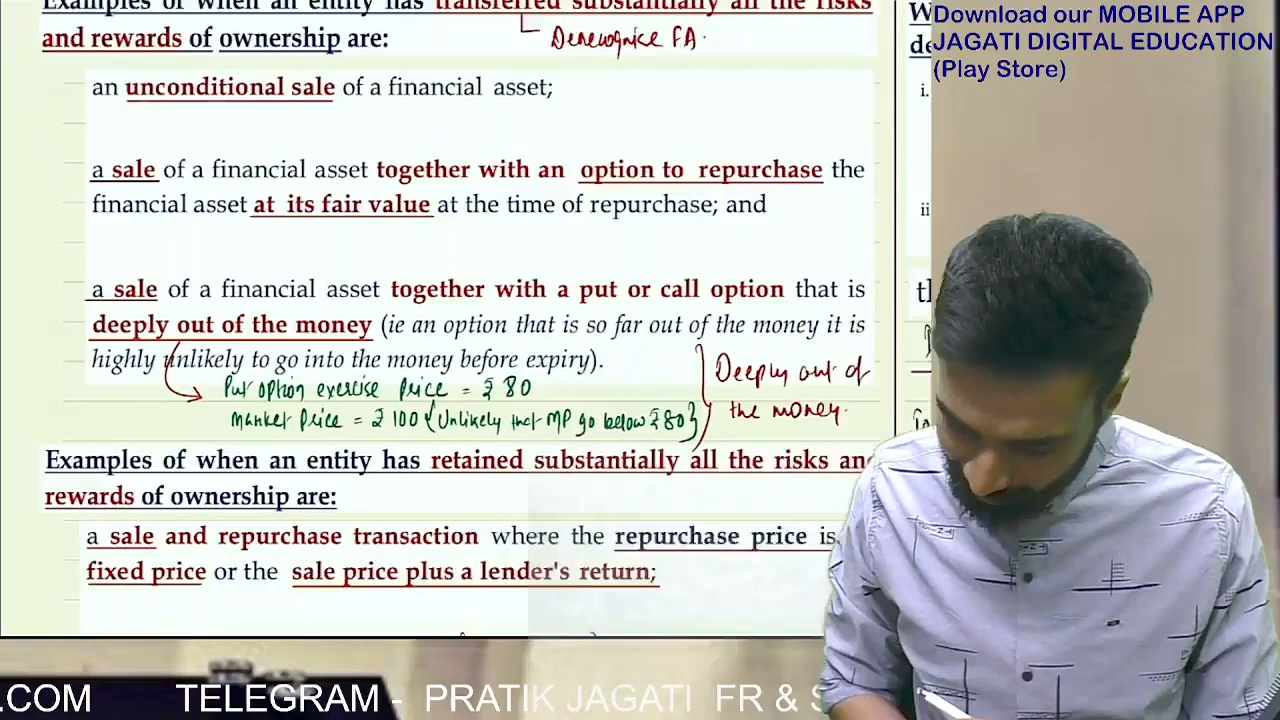 Examples of when an entity has transferred substantially all the risks
and rewards of ownership are:
Derecognice FA.
an unconditional sale of a financial asset;
a sale of a financial asset together with an option to repurchase the
financial asset at its fair value at the time of repurchase; and
a sale of a financial asset together with a put or call option that is
deeply out of the money (ie an option that is so far out of the money it is
highly unlikely to go into the money before expiry).
Put option exercise Price = ₹ 80
Market Price = ₹ 100 {Unlikely that MP go below ₹80}
Deeply out of
the money.
Examples of when an entity has retained substantially all the risks an
rewards of ownership are:
a sale and repurchase transaction where the repurchase price is
fixed price or the sale price plus a lender's return;
W
de
i.
ii
Download our MOBILE APP
JAGATI DIGITAL EDUCATION
(Play Store)
.COM TELEGRAM - PRATIK JAGATI FR & S